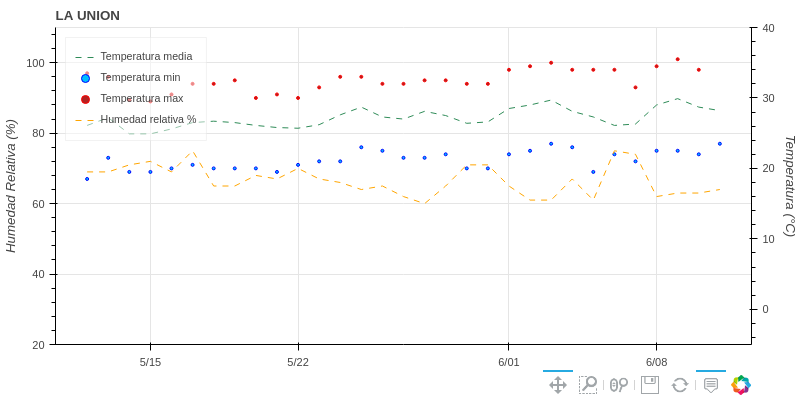 LA UNION
Temperatura media
Temperatura min
Temperatura max
Humedad relativa %
Humedad Relativa (%)
100
80
60
40
20
Temperatura (°C)
40
30
20
10
0
5/15
5/22
6/01
6/08